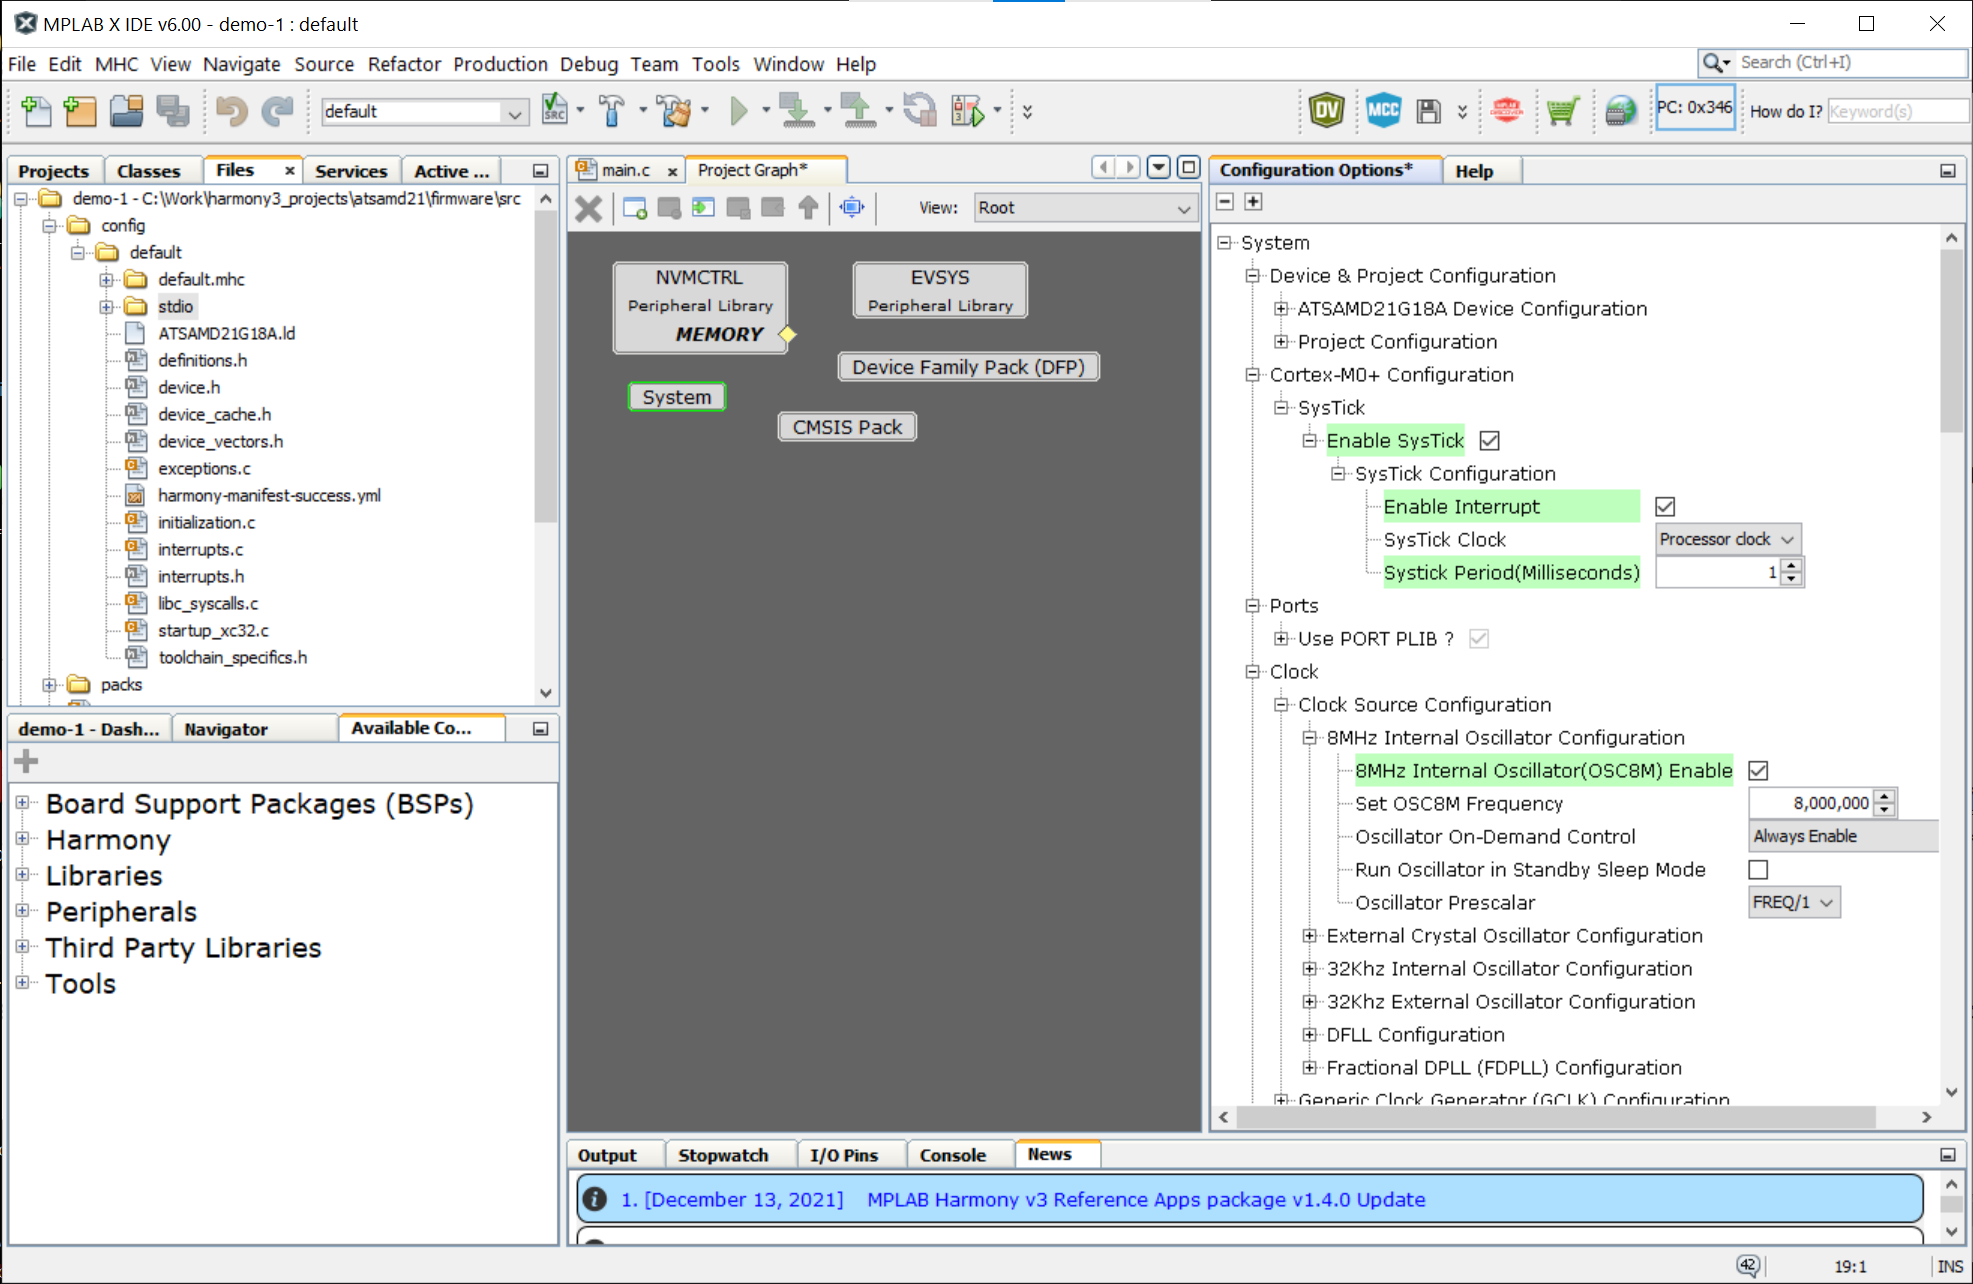 MPLAB X IDE v6.00 - demo-1 : default
File Edit MHC View Navigate Source Refactor Production Debug Team Tools Window Help
Search (Ctrl+I)
default
SRC
DV
MCC
PC: 0x346
How do I?
Keyword(s)
Projects
Classes
Files
Services
Active ...
demo-1 - C:\Work\harmony3_projects\atsamd21\firmware\src
config
default
default.mhc
stdio
ATSAMD21G18A.ld
definitions.h
device.h
device_cache.h
device_vectors.h
exceptions.c
harmony-manifest-success.yml
initialization.c
interrupts.c
interrupts.h
libc_syscalls.c
startup_xc32.c
toolchain_specifics.h
packs
demo-1 - Dash...
Navigator
Available Co...
Board Support Packages (BSPs)
Harmony
Libraries
Peripherals
Third Party Libraries
Tools
main.c
Project Graph*
View:
Root
NVMCTRL
Peripheral Library
MEMORY
EVSYS
Peripheral Library
Device Family Pack (DFP)
System
CMSIS Pack
Configuration Options*
Help
System
Device & Project Configuration
ATSAMD21G18A Device Configuration
Project Configuration
Cortex-M0+ Configuration
SysTick
Enable SysTick
SysTick Configuration
Enable Interrupt
SysTick Clock
Processor clock
Systick Period(Milliseconds)
1
Ports
Use PORT PLIB ?
Clock
Clock Source Configuration
8MHz Internal Oscillator Configuration
8MHz Internal Oscillator(OSC8M) Enable
Set OSC8M Frequency
8,000,000
Oscillator On-Demand Control
Always Enable
Run Oscillator in Standby Sleep Mode
Oscillator Prescalar
FREQ/1
External Crystal Oscillator Configuration
32Khz Internal Oscillator Configuration
32Khz External Oscillator Configuration
DFLL Configuration
Fractional DPLL (FDPLL) Configuration
Generic Clock Generator (GCLK) Configuration
Output
Stopwatch
I/O Pins
Console
News
1. [December 13, 2021] MPLAB Harmony v3 Reference Apps package v1.4.0 Update
42
19:1
INS